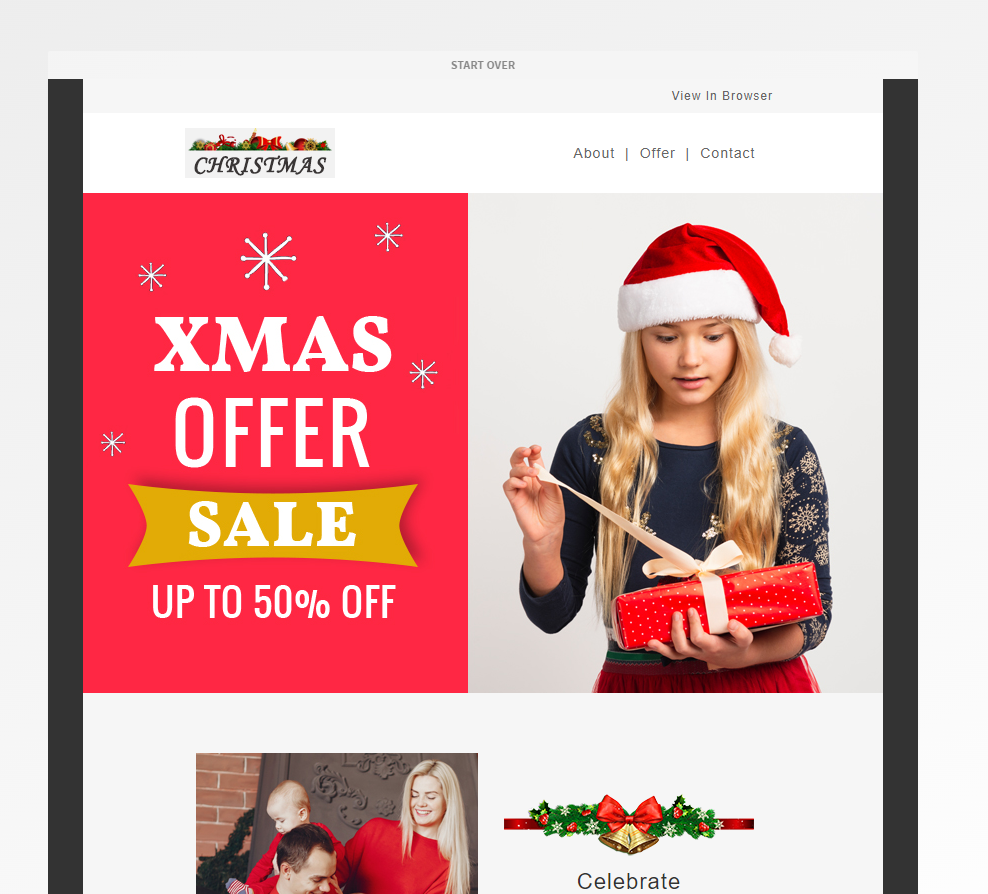 START OVER
View In Browser
CHRISTMAS
About | Offer | Contact
XMAS
OFFER
SALE
UP TO 50% OFF
Celebrate